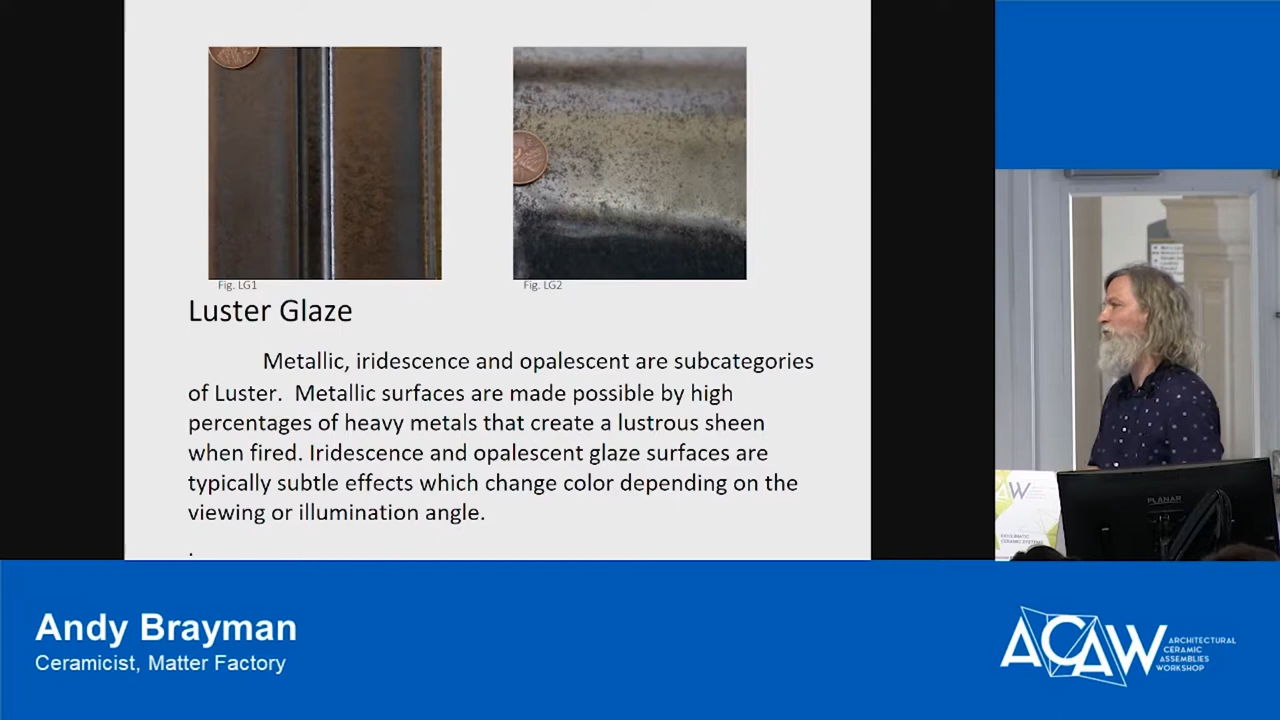 Fig. LG1
Fig. LG2
Luster Glaze
Metallic, iridescence and opalescent are subcategories
of Luster.  Metallic surfaces are made possible by high
percentages of heavy metals that create a lustrous sheen
when fired. Iridescence and opalescent glaze surfaces are
typically subtle effects which change color depending on the
viewing or illumination angle.
.
PLANAR
AW
Andy Brayman
Ceramicist, Matter Factory
ACAW
ARCHITECTURAL
CERAMIC
ASSEMBLIES
WORKSHOP